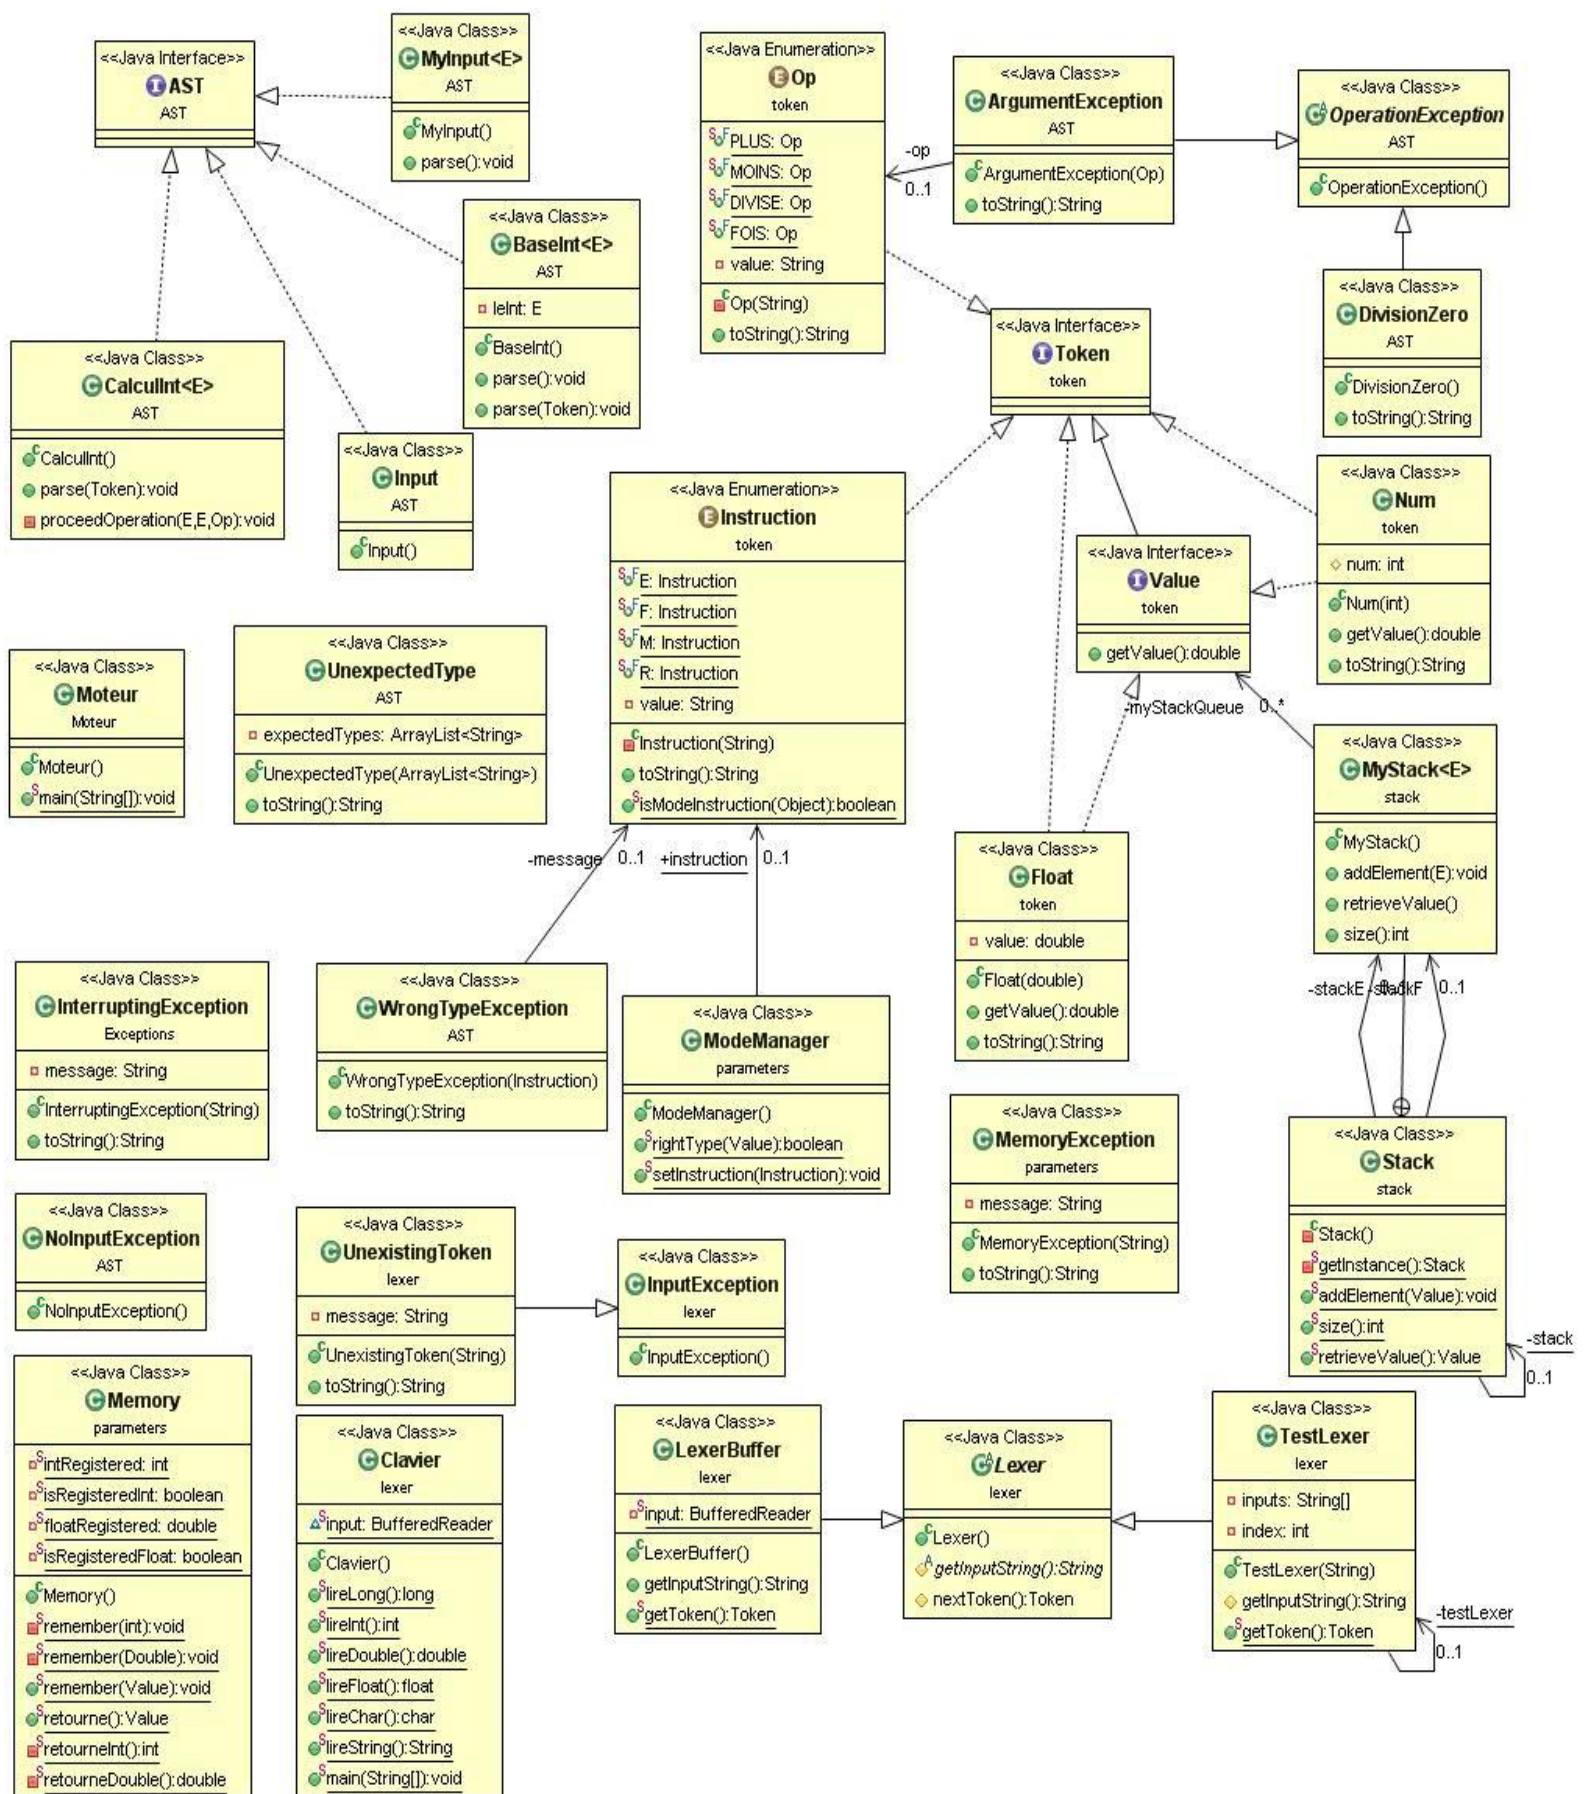 <<Java Interface>>
AST
AST
<<Java Class>>
MyInput<E>
AST
MyInput()
parse():void
<<Java Class>>
BaseInt<E>
AST
leInt: E
BaseInt()
parse():void
parse(Token):void
<<Java Class>>
CalculInt<E>
AST
CalculInt()
parse(Token):void
proceedOperation(E,E,Op):void
<<Java Class>>
Input
AST
Input()
<<Java Enumeration>>
Op
token
PLUS: Op
MOINS: Op
DIVISE: Op
FOIS: Op
value: String
Op(String)
toString():String
-op
0..1
<<Java Class>>
ArgumentException
AST
ArgumentException(Op)
toString():String
<<Java Class>>
OperationException
AST
OperationException()
<<Java Class>>
DivisionZero
AST
DivisionZero()
toString():String
<<Java Interface>>
Token
token
<<Java Class>>
Num
token
num: int
Num(int)
getValue():double
toString():String
<<Java Interface>>
Value
token
getValue():double
<<Java Enumeration>>
Instruction
token
E: Instruction
F: Instruction
M: Instruction
R: Instruction
value: String
Instruction(String)
toString():String
isModeInstruction(Object):boolean
<<Java Class>>
Moteur
Moteur
Moteur()
main(String[]):void
<<Java Class>>
UnexpectedType
AST
expectedTypes: ArrayList<String>
UnexpectedType(ArrayList<String>)
toString():String
-message 0..1
+instruction 0..1
-myStackQueue 0..*
<<Java Class>>
MyStack<E>
stack
MyStack()
addElement(E):void
retrieveValue()
size():int
<<Java Class>>
Float
token
value: double
Float(double)
getValue():double
toString():String
<<Java Class>>
InterruptingException
Exceptions
message: String
InterruptingException(String)
toString():String
<<Java Class>>
WrongTypeException
AST
WrongTypeException(Instruction)
toString():String
<<Java Class>>
ModeManager
parameters
ModeManager()
rightType(Value):boolean
setInstruction(Instruction):void
-stackE
-stackF
0..1
<<Java Class>>
MemoryException
parameters
message: String
MemoryException(String)
toString():String
<<Java Class>>
Stack
stack
Stack()
getInstance():Stack
addElement(Value):void
size():int
retrieveValue():Value
-stack
0..1
<<Java Class>>
NoInputException
AST
NoInputException()
<<Java Class>>
UnexistingToken
lexer
message: String
UnexistingToken(String)
toString():String
<<Java Class>>
InputException
lexer
InputException()
<<Java Class>>
Memory
parameters
intRegistered: int
isRegisteredInt: boolean
floatRegistered: double
isRegisteredFloat: boolean
Memory()
remember(int):void
remember(Double):void
remember(Value):void
retourne():Value
retourneInt():int
retourneDouble():double
<<Java Class>>
Clavier
lexer
input: BufferedReader
Clavier()
lireLong():long
lireInt():int
lireDouble():double
lireFloat():float
lireChar():char
lireString():String
main(String[]):void
<<Java Class>>
LexerBuffer
lexer
input: BufferedReader
LexerBuffer()
getInputString():String
getToken():Token
<<Java Class>>
Lexer
lexer
Lexer()
getInputString():String
nextToken():Token
<<Java Class>>
TestLexer
lexer
inputs: String[]
index: int
TestLexer(String)
getInputString():String
getToken():Token
-testLexer
0..1